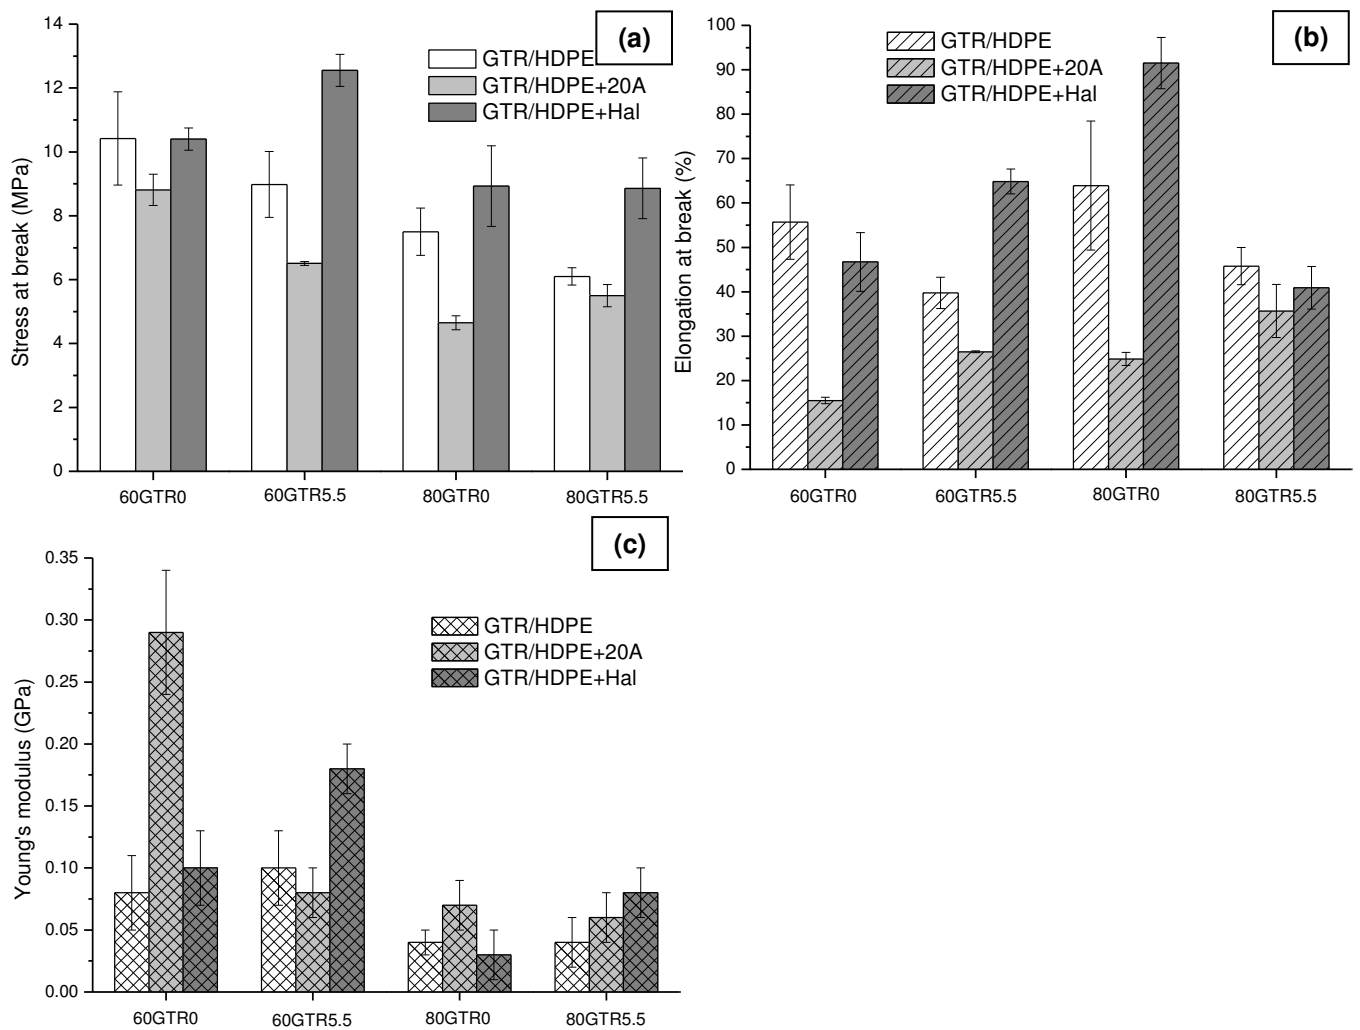 (a)
GTR/HDPE
GTR/HDPE+20A
GTR/HDPE+Hal
Stress at break (MPa)
14
12
10
8
6
4
2
0
60GTR0
60GTR5.5
80GTR0
80GTR5.5
(b)
GTR/HDPE
GTR/HDPE+20A
GTR/HDPE+Hal
Elongation at break (%)
100
90
80
70
60
50
40
30
20
10
0
60GTR0
60GTR5.5
80GTR0
80GTR5.5
(c)
GTR/HDPE
GTR/HDPE+20A
GTR/HDPE+Hal
Young's modulus (GPa)
0.35
0.30
0.25
0.20
0.15
0.10
0.05
0.00
60GTR0
60GTR5.5
80GTR0
80GTR5.5